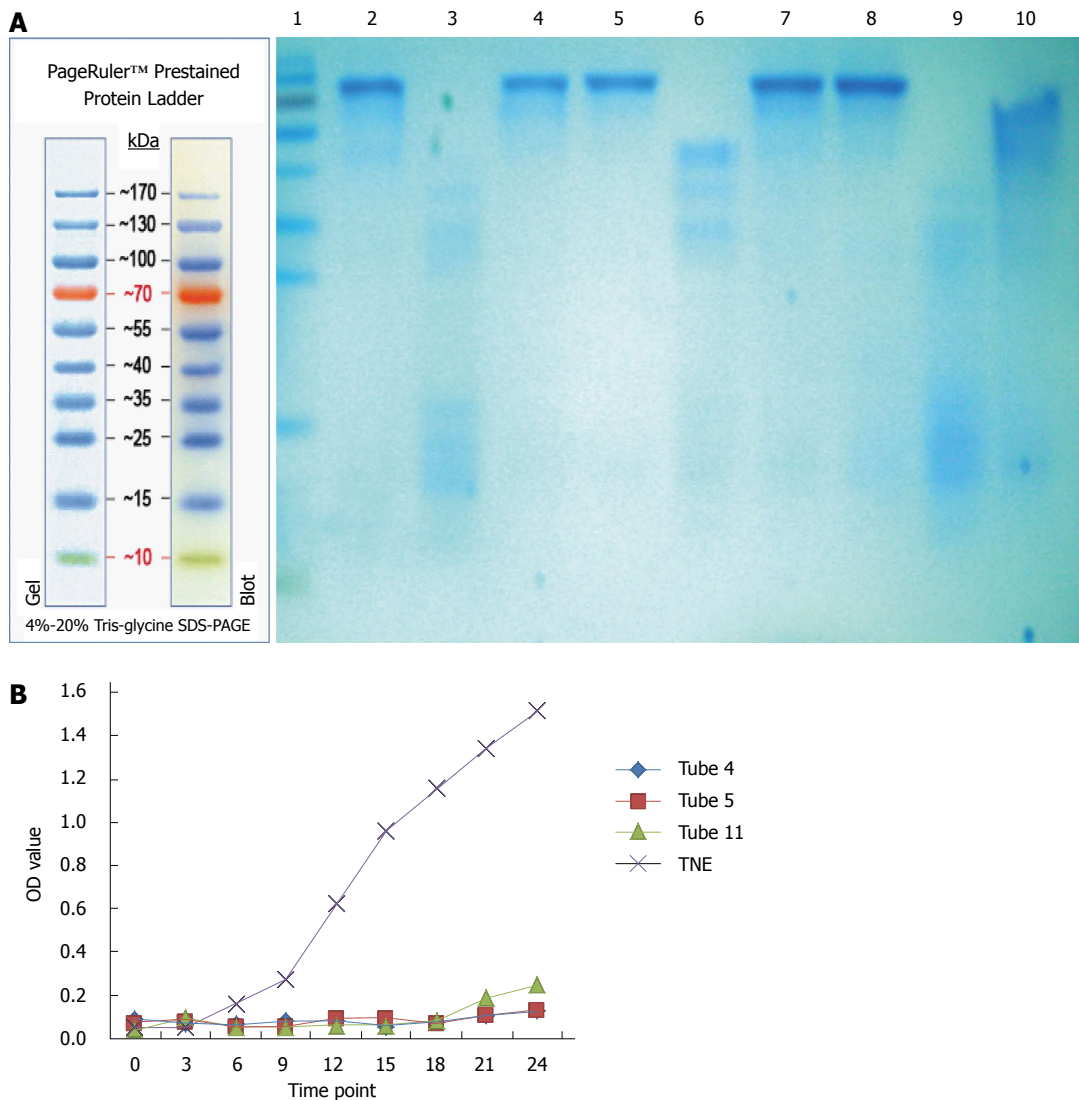 A
1 2 3 4 5 6 7 8 9 10
PageRuler™ Prestained
Protein Ladder
kDa
~170
~130
~100
~70
~55
~40
~35
~25
~15
~10
Gel
Blot
4%-20% Tris-glycine SDS-PAGE
B
1.6
1.4
1.2
1.0
0.8
0.6
0.4
0.2
0.0
OD value
0 3 6 9 12 15 18 21 24
Time point
Tube 4
Tube 5
Tube 11
TNE